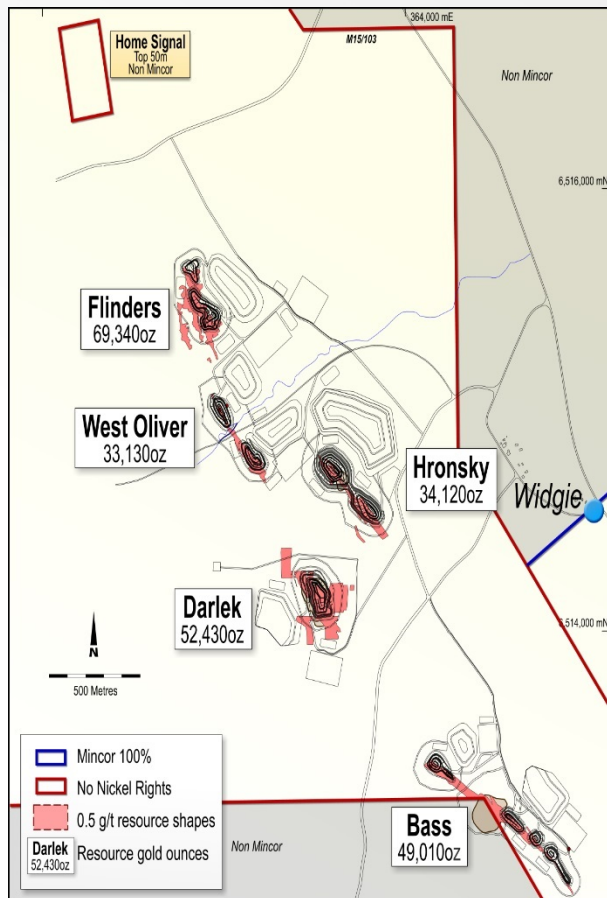 364,000 mE
Home Signal
Top 50m
Non Mincor
M15/103
Non Mincor
6,516,000 mN
Flinders
69,340oz
West Oliver
33,130oz
Hronsky
34,120oz
Widgie
Darlek
52,430oz
6,514,000 mN
N
500 Metres
Mincor 100%
No Nickel Rights
0.5 g/t resource shapes
Darlek
52,430oz
Resource gold ounces
Non Mincor
Bass
49,010oz